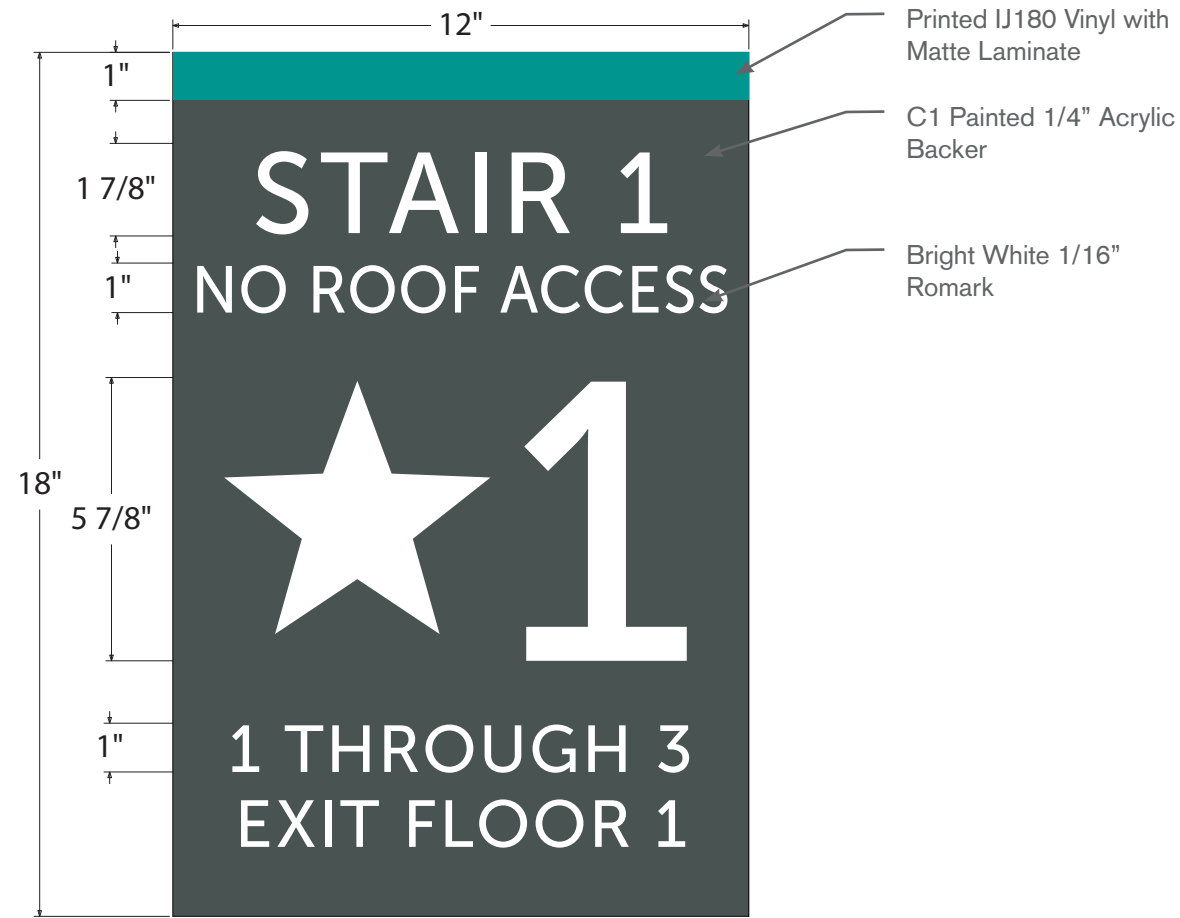 12"
Printed IJ180 Vinyl with
Matte Laminate
1"
C1 Painted 1/4” Acrylic
Backer
STAIR 1
1 7/8"
NO ROOF ACCESS
1"
Bright White 1/16”
Romark
1
18"
5 7/8"
1 THROUGH 3
1"
EXIT FLOOR 1